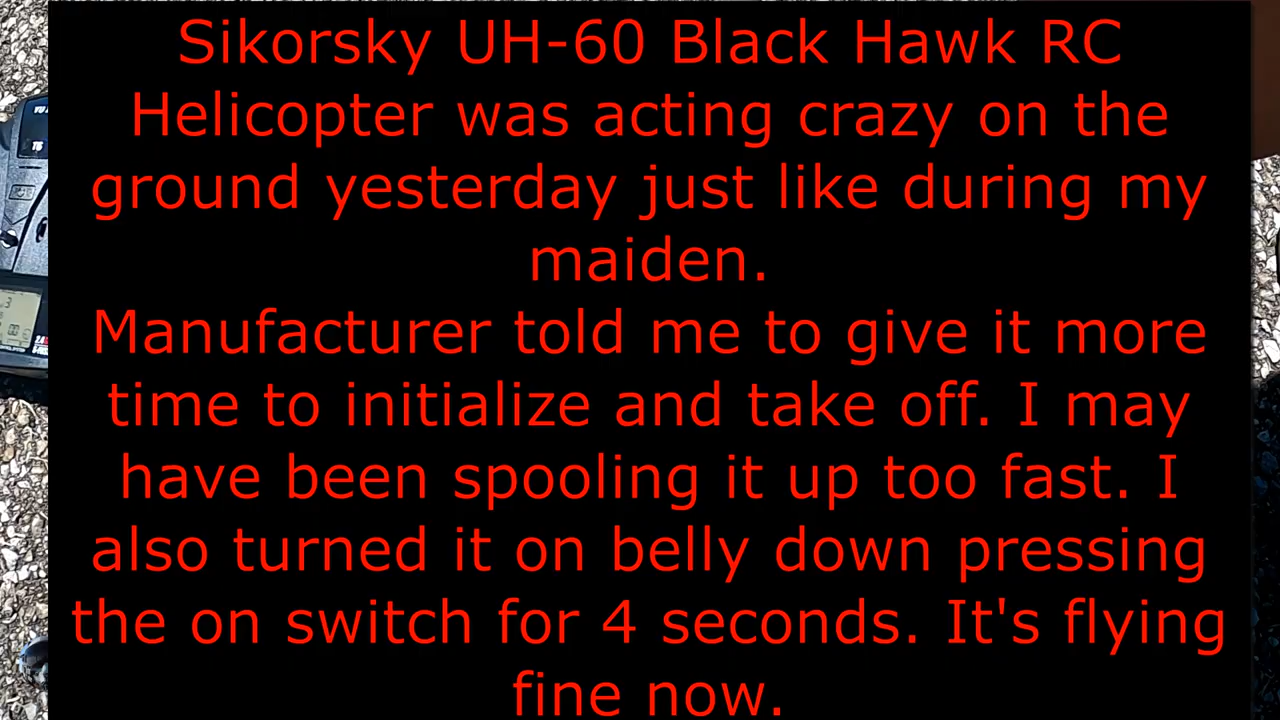 Sikorsky UH-60 Black Hawk RC
Helicopter was acting crazy on the
ground yesterday just like during my
maiden.
Manufacturer told me to give it more
time to initialize and take off. I may
have been spooling it up too fast. I
also turned it on belly down pressing
the on switch for 4 seconds. It's flying
fine now.